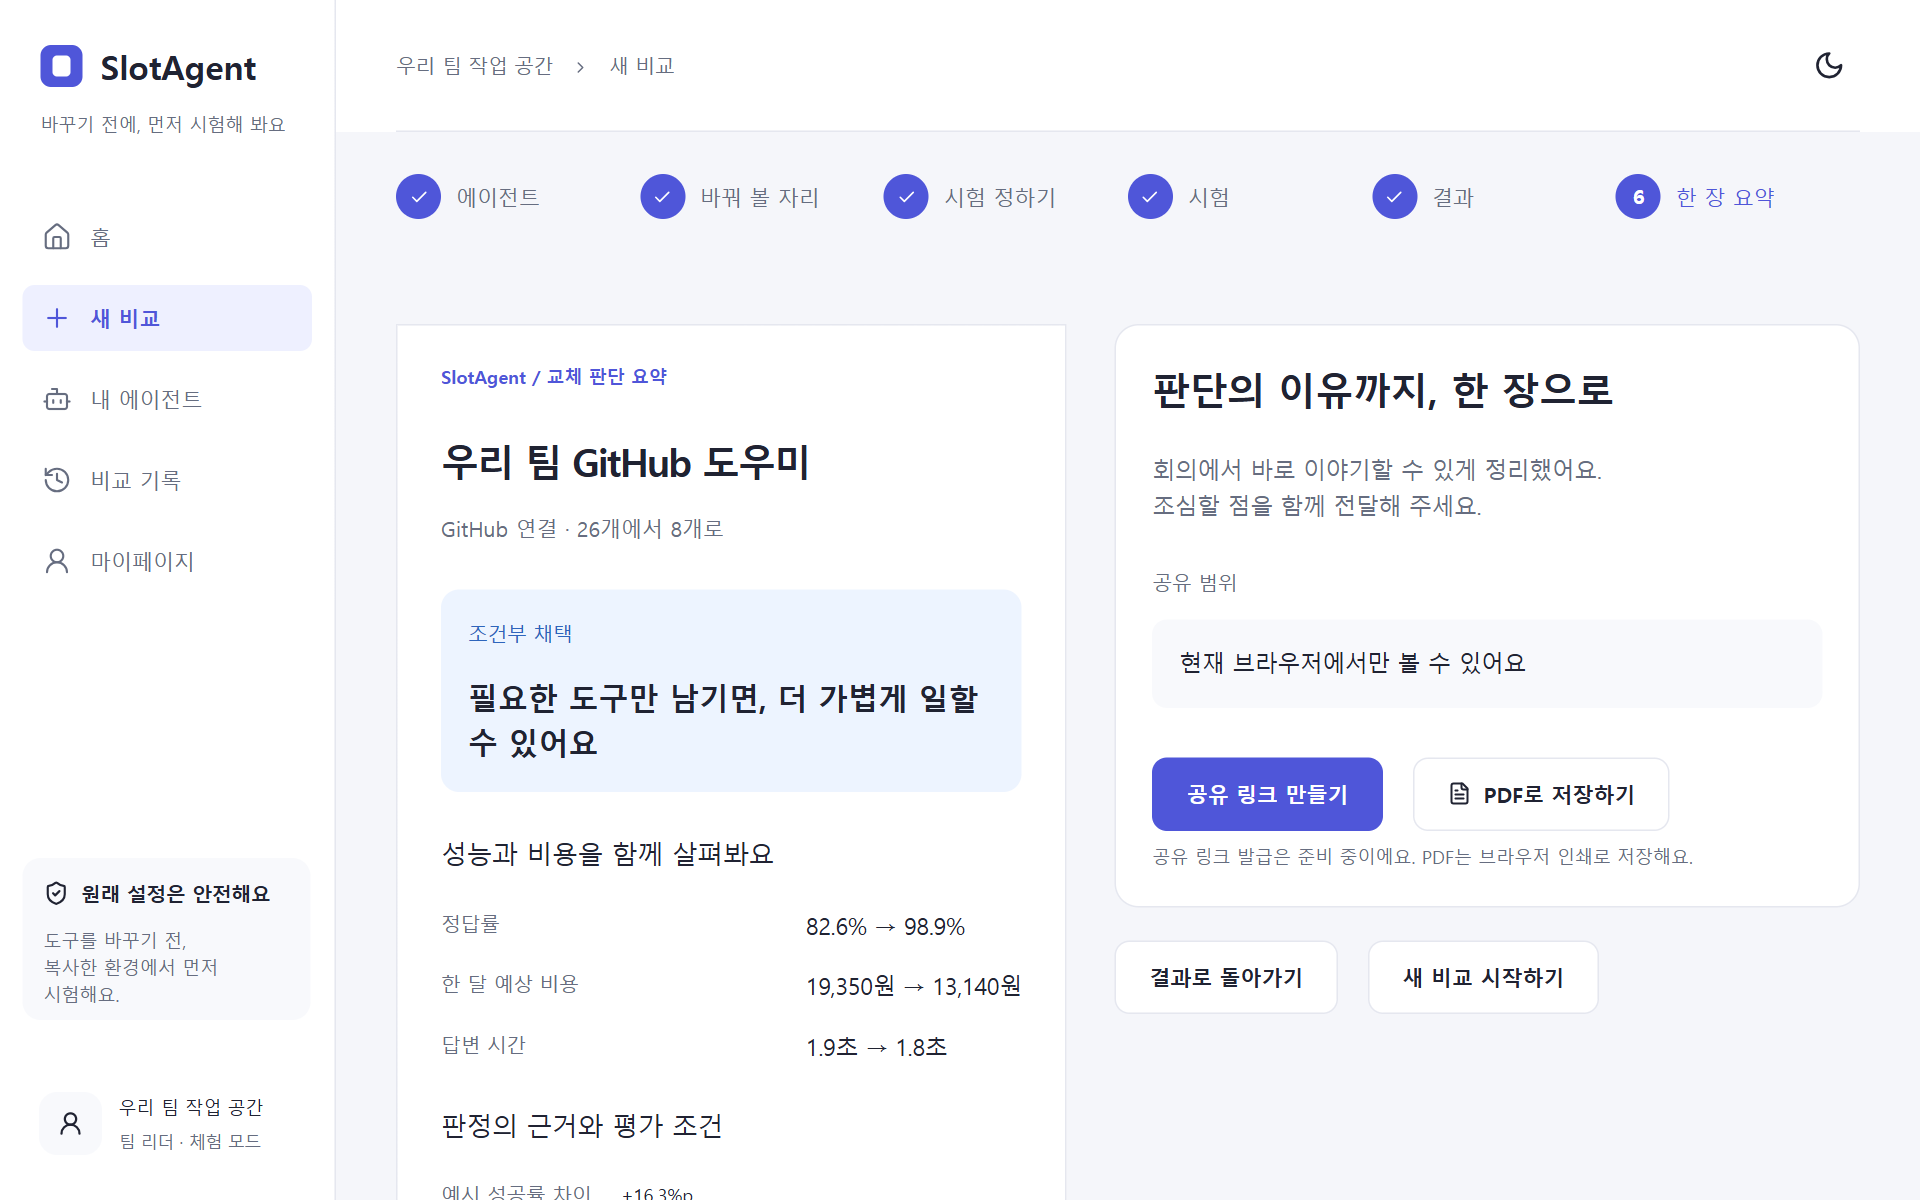 SlotAgent
바꾸기 전에, 먼저 시험해 봐요
홈
새 비교
내 에이전트
비교 기록
마이페이지
원래 설정은 안전해요
도구를 바꾸기 전,
복사한 환경에서 먼저
시험해요.
우리 팀 작업 공간
팀 리더 · 체험 모드
우리 팀 작업 공간 > 새 비교
에이전트
바꿔 볼 자리
시험 정하기
시험
결과
6 한 장 요약
SlotAgent / 교체 판단 요약
우리 팀 GitHub 도우미
GitHub 연결 · 26개에서 8개로
조건부 채택
필요한 도구만 남기면, 더 가볍게 일할
수 있어요
성능과 비용을 함께 살펴봐요
정답률 82.6% → 98.9%
한 달 예상 비용 19,350원 → 13,140원
답변 시간 1.9초 → 1.8초
판정의 근거와 평가 조건
예시 성공률 차이 +16.3%p
판단의 이유까지, 한 장으로
회의에서 바로 이야기할 수 있게 정리했어요.
조심할 점을 함께 전달해 주세요.
공유 범위
현재 브라우저에서만 볼 수 있어요
공유 링크 만들기
PDF로 저장하기
공유 링크 발급은 준비 중이에요. PDF는 브라우저 인쇄로 저장해요.
결과로 돌아가기
새 비교 시작하기